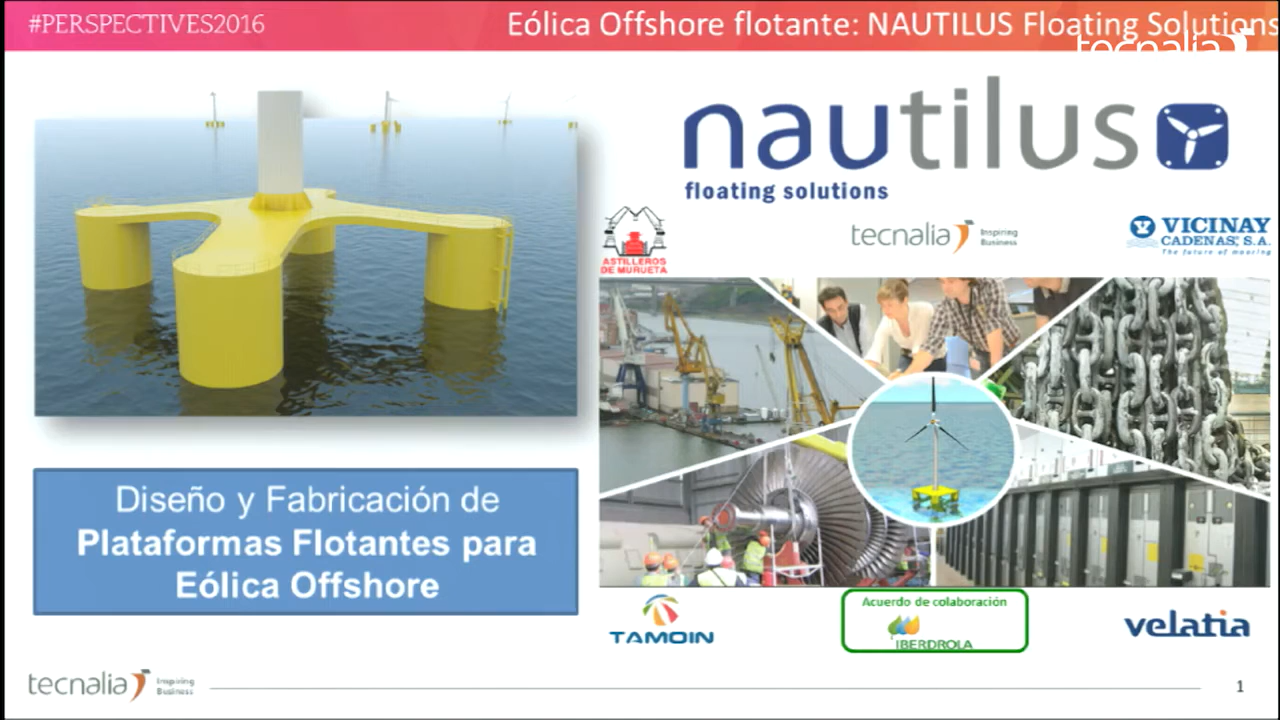 #PERSPECTIVES2016
Eólica Offshore flotante: NAUTILUS Floating Solutions
tecnalia
nautilus
floating solutions
ASTILLEROS
DE MURUETA
tecnalia Inspiring
Business
VICINAY
CADENAS, S.A.
The future of mooring
Diseño y Fabricación de
Plataformas Flotantes para
Eólica Offshore
TAMOIN
Acuerdo de colaboración
IBERDROLA
velatia
tecnalia Inspiring
Business
1